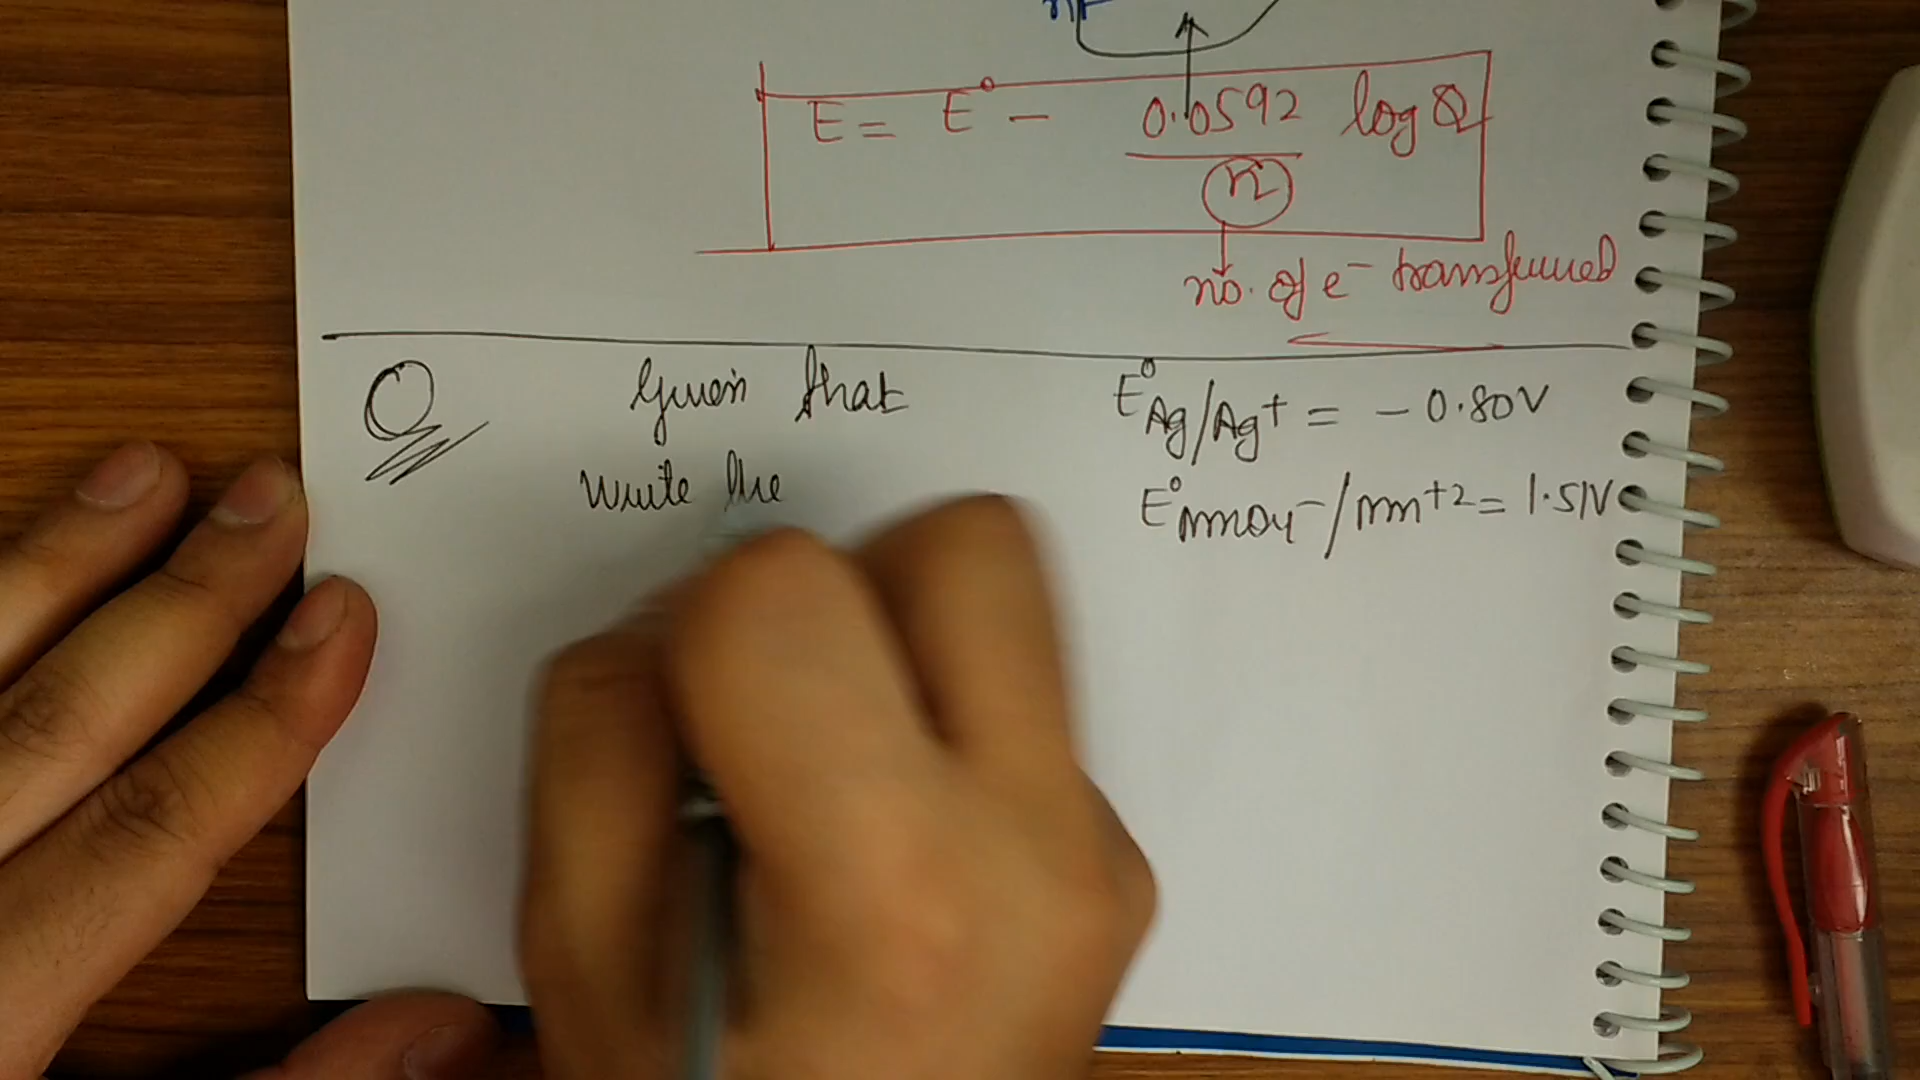 nF
E = E° - 0.0592/n log Q
no. of e⁻ transferred
Q Given that E°Ag/Ag+ = -0.80V
Write the E°MnO4⁻/Mn+2 = 1.51V